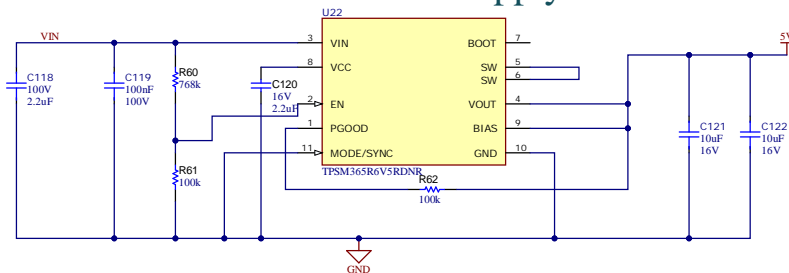 U22
VIN
3
VIN
BOOT
7
8
VCC
SW
5
SW
6
2
EN
VOUT
4
1
PGOOD
BIAS
9
11
MODE/SYNC
GND
10
TPSM365R6V5RDNR
C118
100V
2.2uF
C119
100nF
100V
R60
768k
C120
16V
2.2uF
R61
100k
R62
100k
C121
10uF
16V
C122
10uF
16V
GND